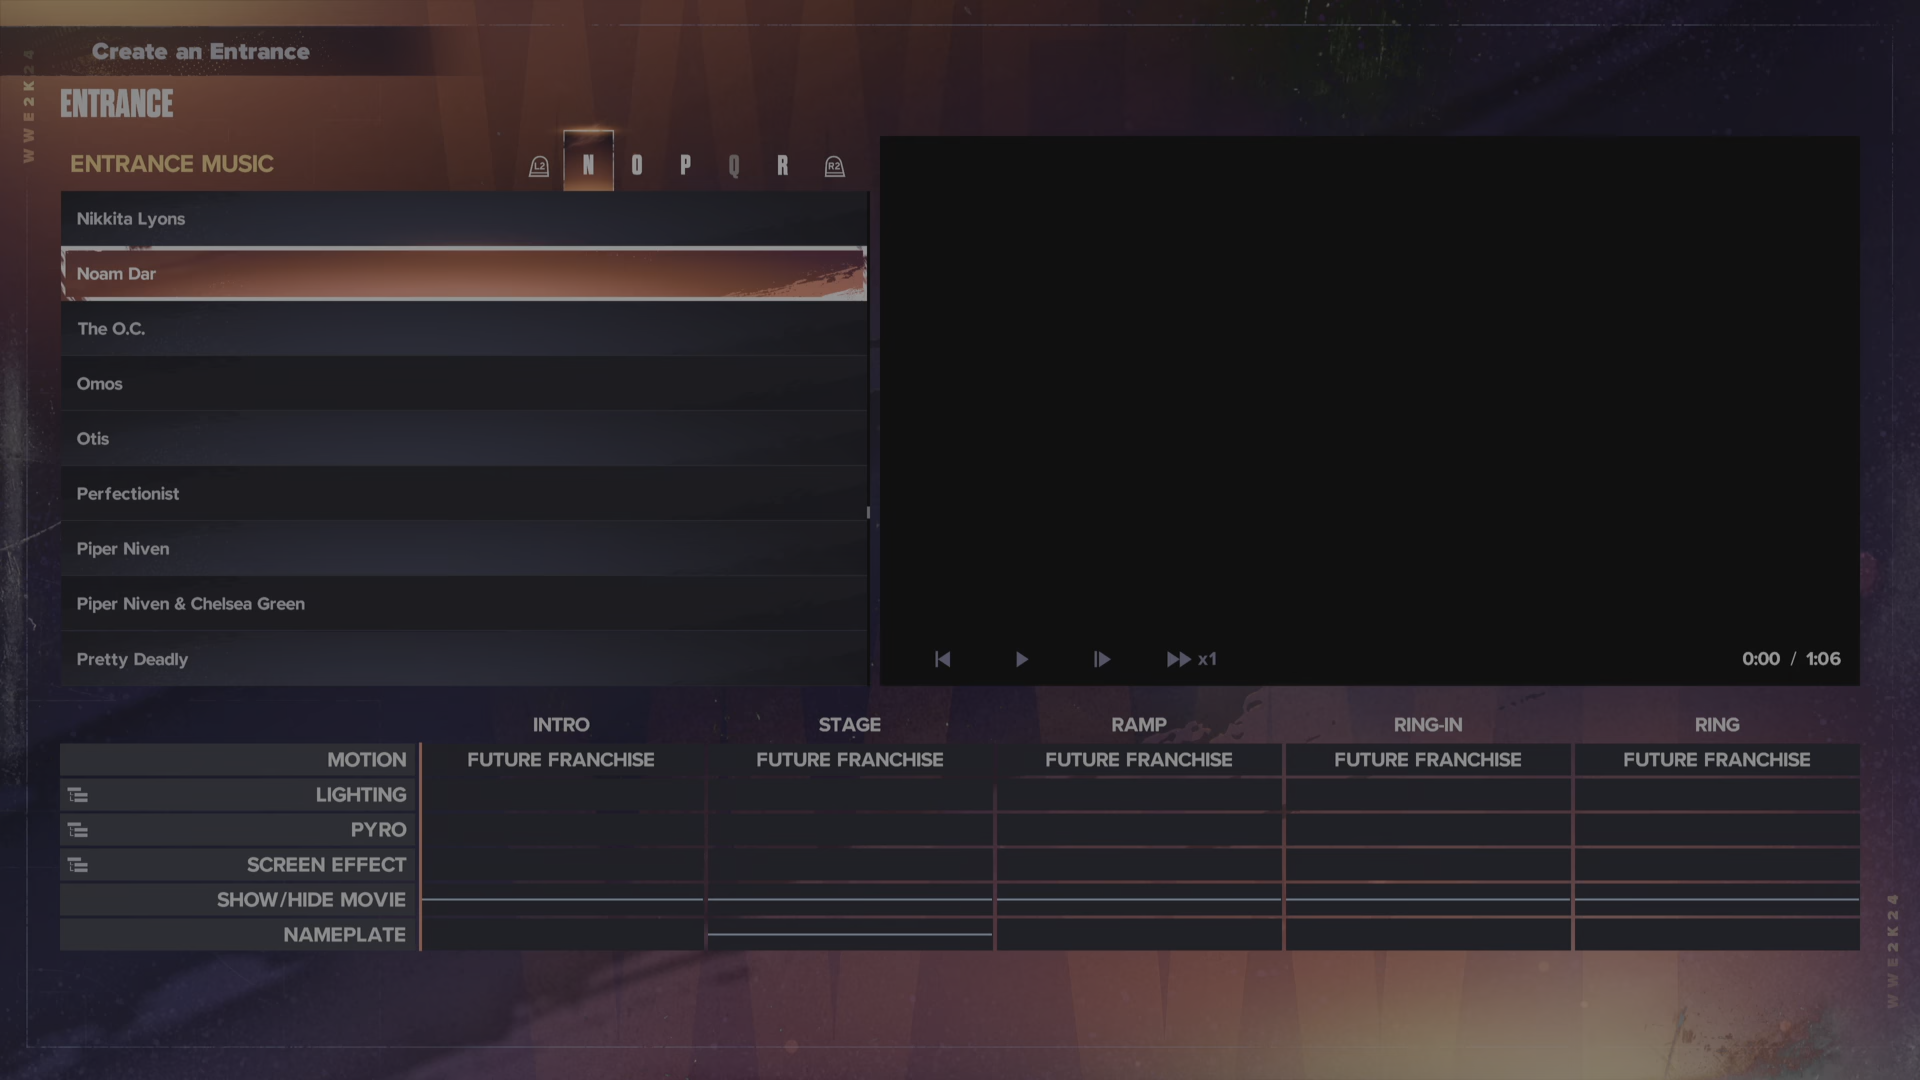 Create an Entrance
WWE2K24
ENTRANCE
ENTRANCE MUSIC
L2 N O P Q R R2
Nikkita Lyons
Noam Dar
The O.C.
Omos
Otis
Perfectionist
Piper Niven
Piper Niven & Chelsea Green
Pretty Deadly
x1
0:00 / 1:06
INTRO STAGE RAMP RING-IN RING
MOTION FUTURE FRANCHISE FUTURE FRANCHISE FUTURE FRANCHISE FUTURE FRANCHISE FUTURE FRANCHISE
LIGHTING
PYRO
SCREEN EFFECT
SHOW/HIDE MOVIE
NAMEPLATE
WWE2K24